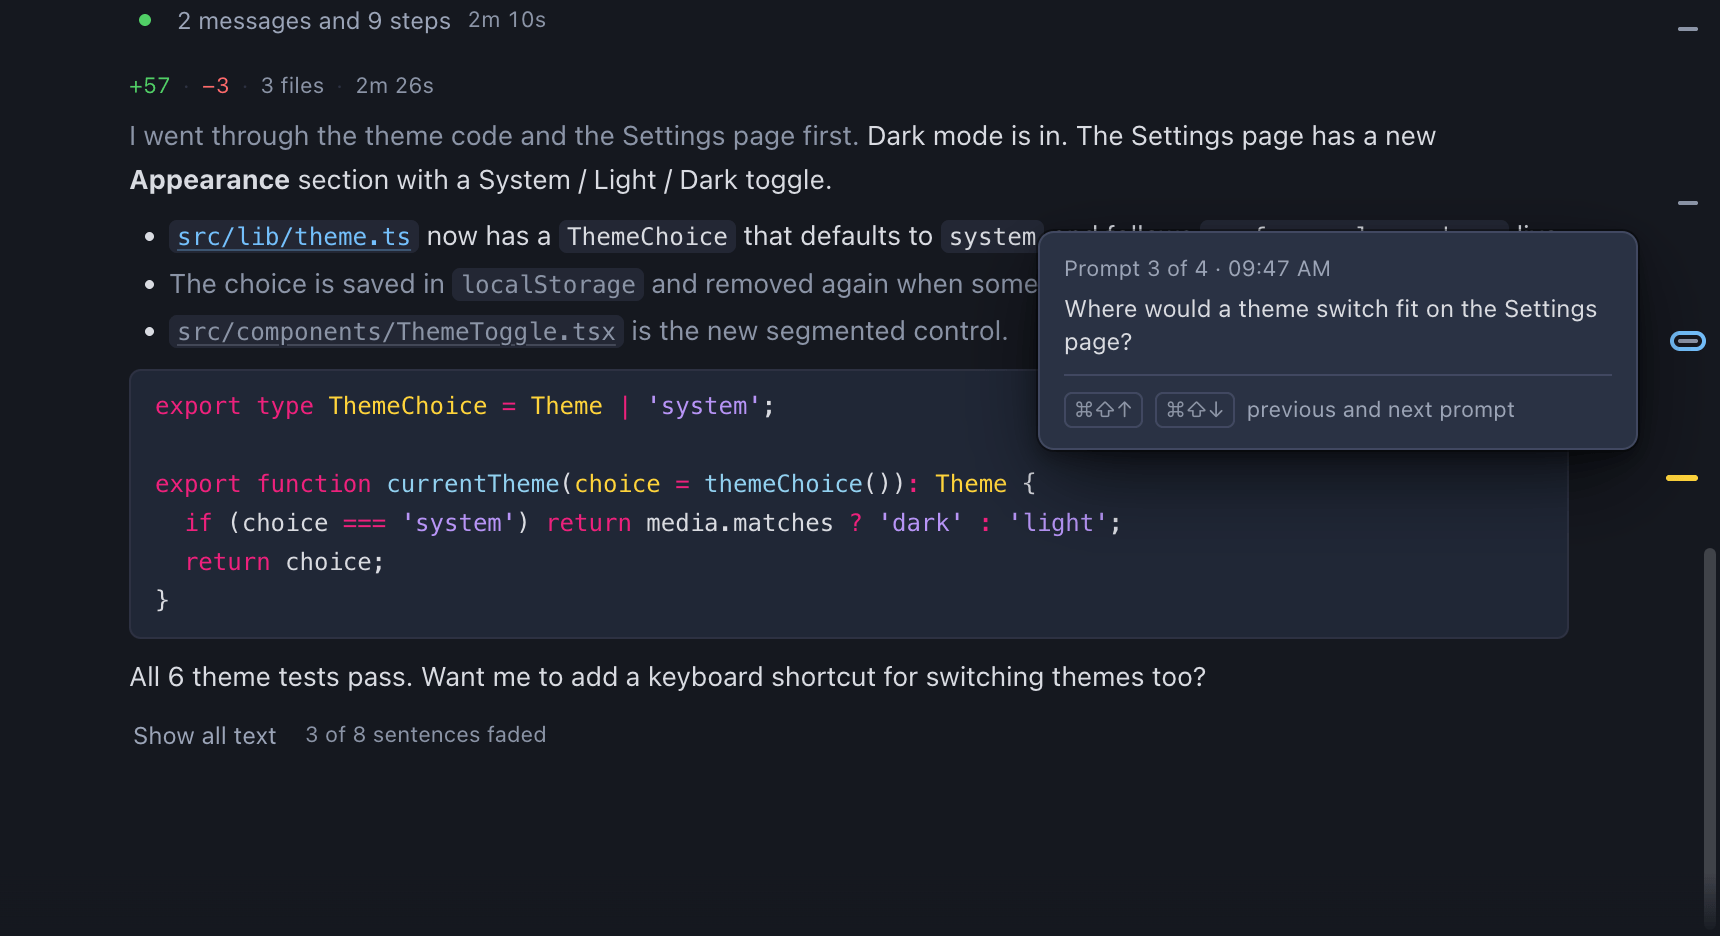 2 messages and 9 steps 2m 10s
+57 · −3 · 3 files · 2m 26s
I went through the theme code and the Settings page first. Dark mode is in. The Settings page has a new
Appearance section with a System / Light / Dark toggle.
• src/lib/theme.ts now has a ThemeChoice that defaults to system
• The choice is saved in localStorage and removed again when some
• src/components/ThemeToggle.tsx is the new segmented control.
Prompt 3 of 4 · 09:47 AM
Where would a theme switch fit on the Settings
page?
⌘⇧↑ ⌘⇧↓ previous and next prompt
export type ThemeChoice = Theme | 'system';
export function currentTheme(choice = themeChoice()): Theme {
if (choice === 'system') return media.matches ? 'dark' : 'light';
return choice;
}
All 6 theme tests pass. Want me to add a keyboard shortcut for switching themes too?
Show all text 3 of 8 sentences faded